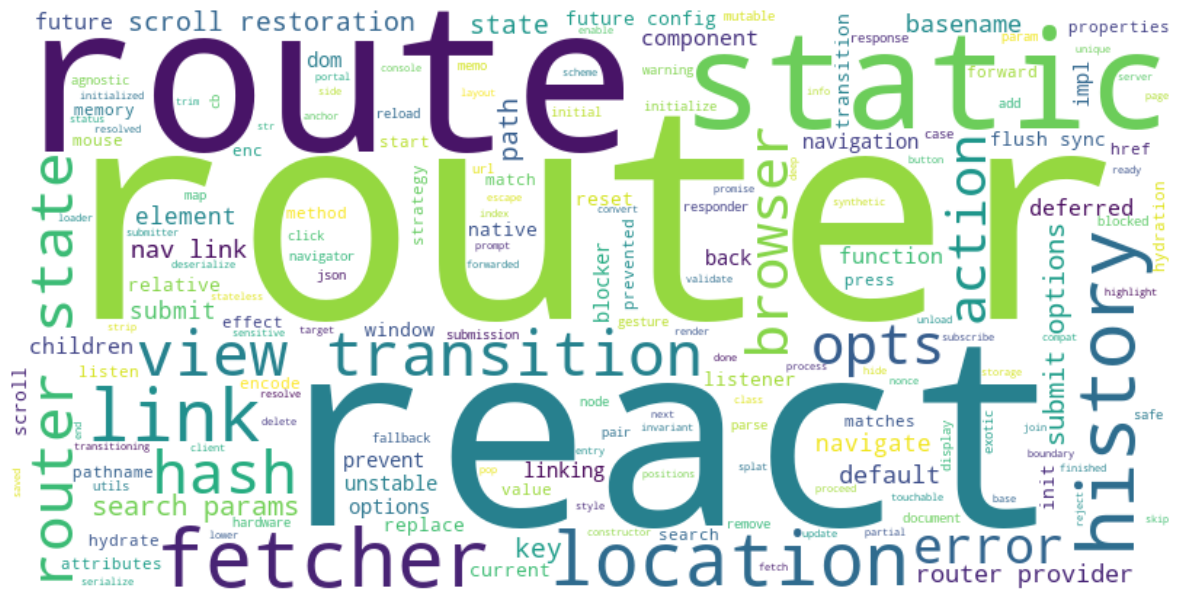 future
scroll restoration
state
future config
mutable
enable
basename
properties
route
dom
component
transition
response
param
unique
agnostic
portal
console
memo
scheme
warning
static
forward
impl
server
initialized
memory
trim
side
layout
initial
initialize
info
add
page
status
resolved
str
anchor
reload
path
mouse
enc
start
navigation
case
flush sync
href
router
url
match
browser
deep
button
ready
loader
map
strategy
escape
reset
promise
action
deferred
submitter
element
method
index
convert
responder
synthetic
blocked
hydration
click
native
nav link
navigator
prompt
back
function
deserialize
json
forwarded
blocker
prevented
validate
press
history
relative
stateless
submit options
highlight
submit
router state
strip
effect
sensitive
target
window
submission
gesture
render
unload
subscribe
compat
children
view transition
done
process
opts
listen
encode
listener
hide
nonce
storage
safe
scroll
link
resolve
react
node
class
join
delete
fallback
pair
next
invariant
parse
matches
navigate
display
exotic
boundary
end
transitioning
client
entry
pathname
utils
hash
prevent
pop
linking
positions
splat
proceed
default
init
finished
saved
unstable
value
touchable
base
reject
search params
options
style
document
skip
hardware
replace
constructor
remove
hydrate
lower
search
update
partial
error
attributes
fetcher
key
location
serialize
current
fetch
router provider